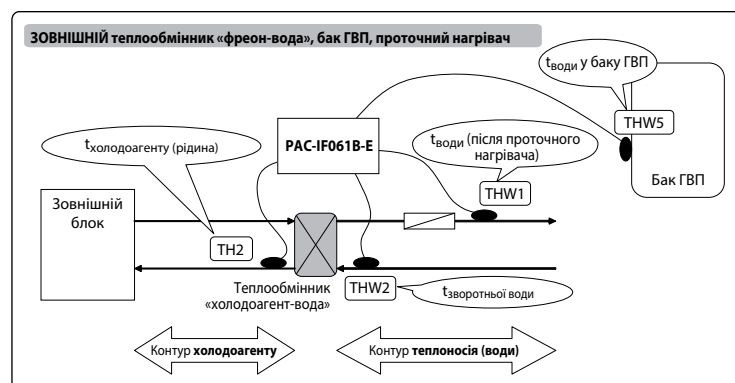 ЗОВНІШНІЙ теплообмінник «фреон-вода», бак ГВП, проточний нагрівач
tводи у баку ГВП
THW5
Бак ГВП
PAC-IF061B-E
tводи (після проточного
нагрівача)
THW1
tхолодоагенту (рідина)
Зовнішній
блок
TH2
Теплообмінник
«холодоагент-вода»
THW2
tзворотньої води
Контур холодоагенту
Контур теплоносія (води)